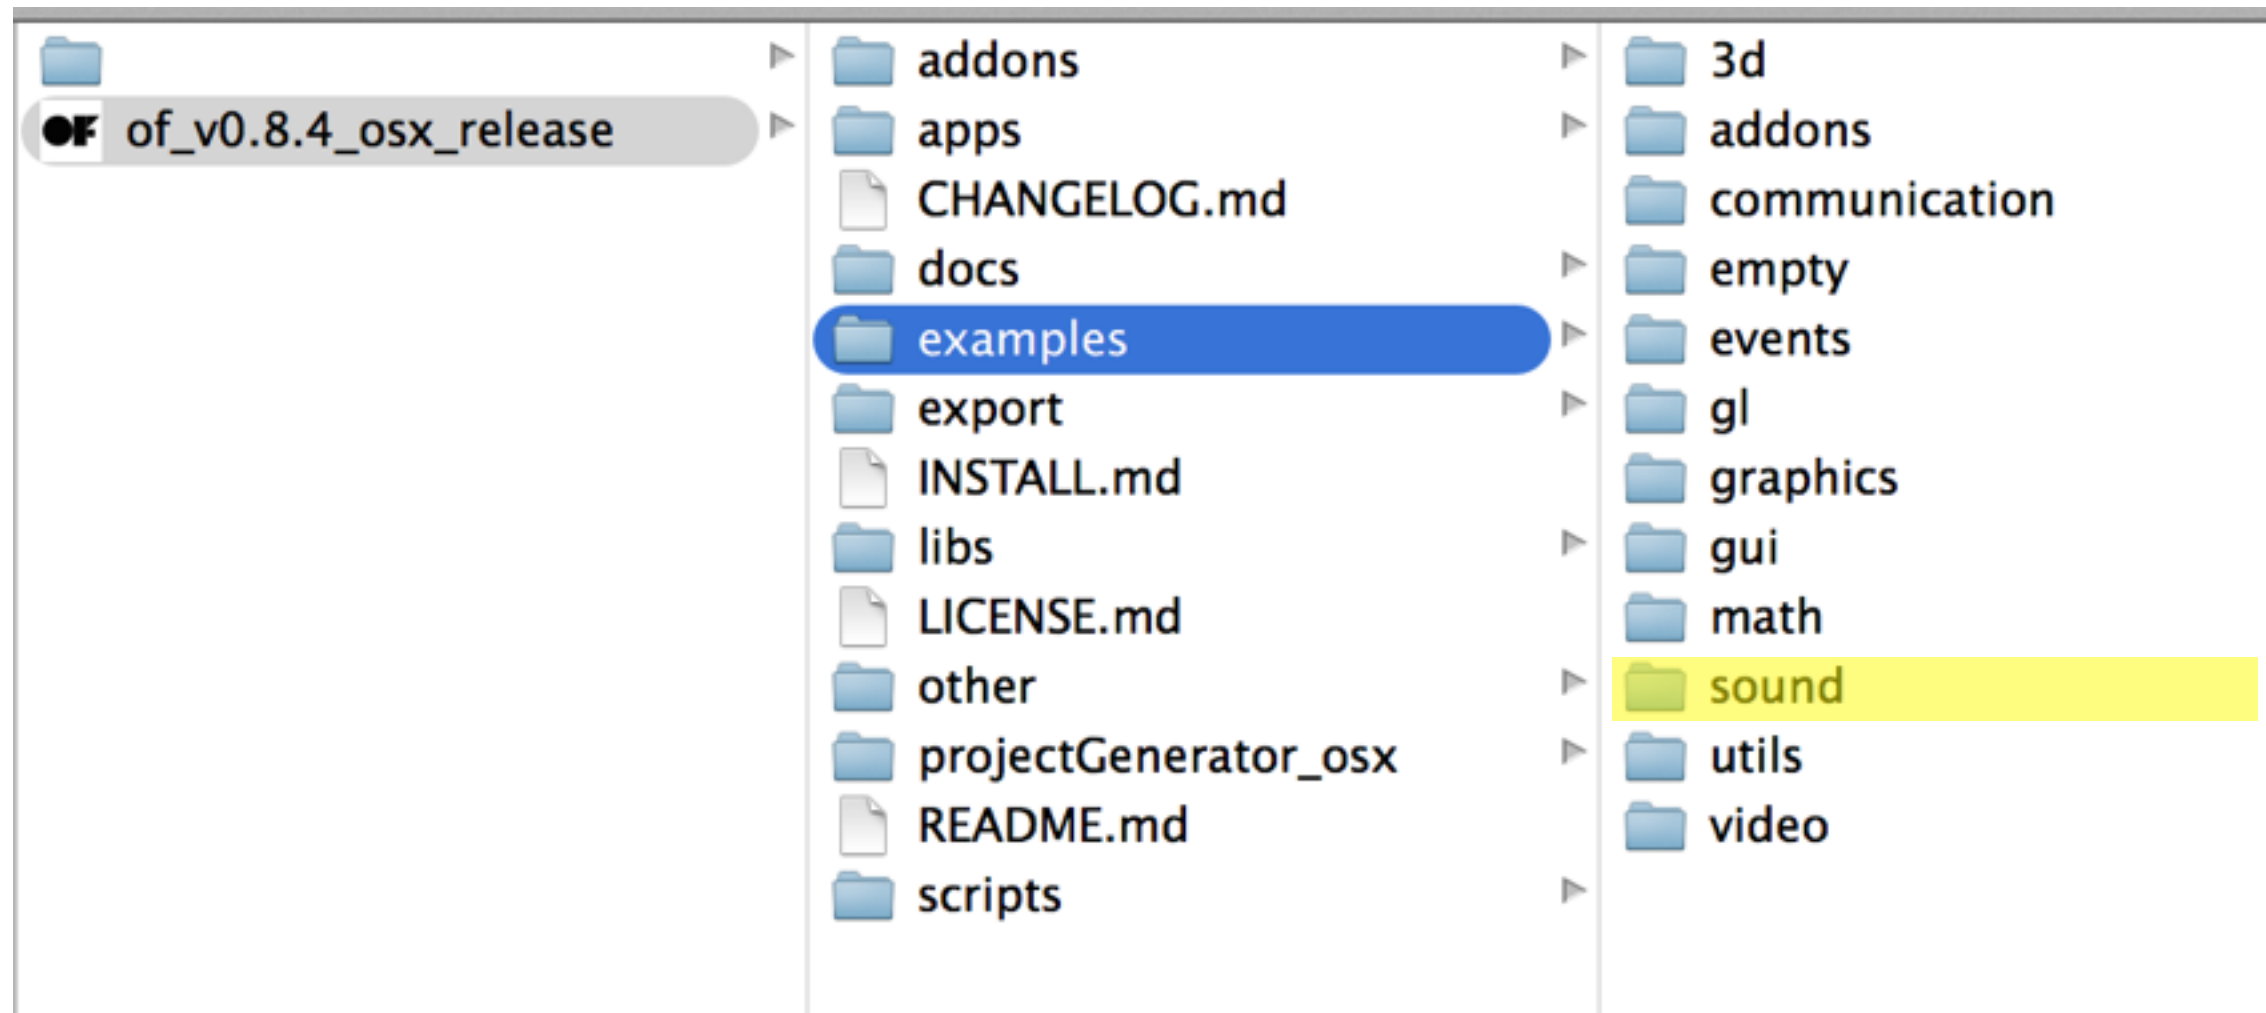 OF of_v0.8.4_osx_release
addons
apps
CHANGELOG.md
docs
examples
export
INSTALL.md
libs
LICENSE.md
other
projectGenerator_osx
README.md
scripts
3d
addons
communication
empty
events
gl
graphics
gui
math
sound
utils
video